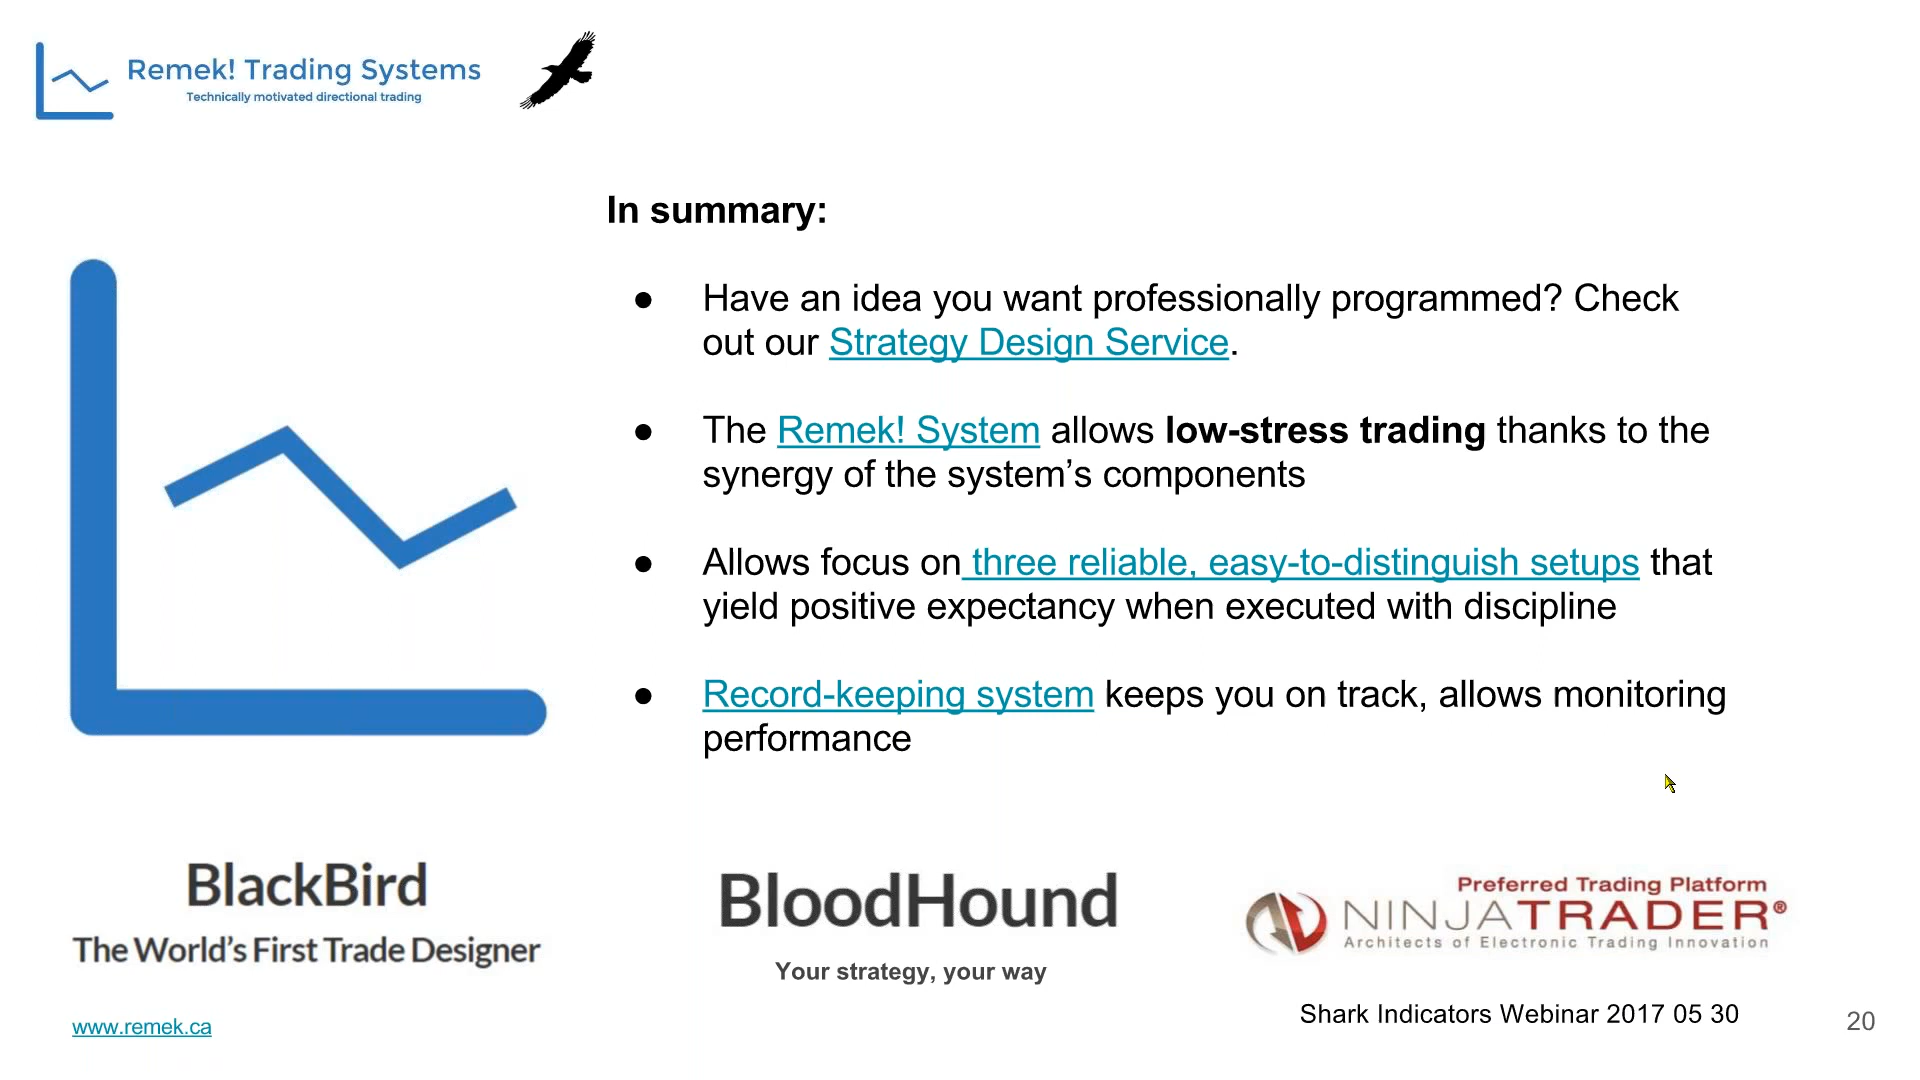 Remek! Trading Systems
Technically motivated directional trading
In summary:
● Have an idea you want professionally programmed? Check
out our Strategy Design Service.
● The Remek! System allows low-stress trading thanks to the
synergy of the system’s components
● Allows focus on three reliable, easy-to-distinguish setups that
yield positive expectancy when executed with discipline
● Record-keeping system keeps you on track, allows monitoring
performance
BlackBird
The World’s First Trade Designer
BloodHound
Your strategy, your way
Preferred Trading Platform
NINJATRADER®
Architects of Electronic Trading Innovation
www.remek.ca
Shark Indicators Webinar 2017 05 30
20